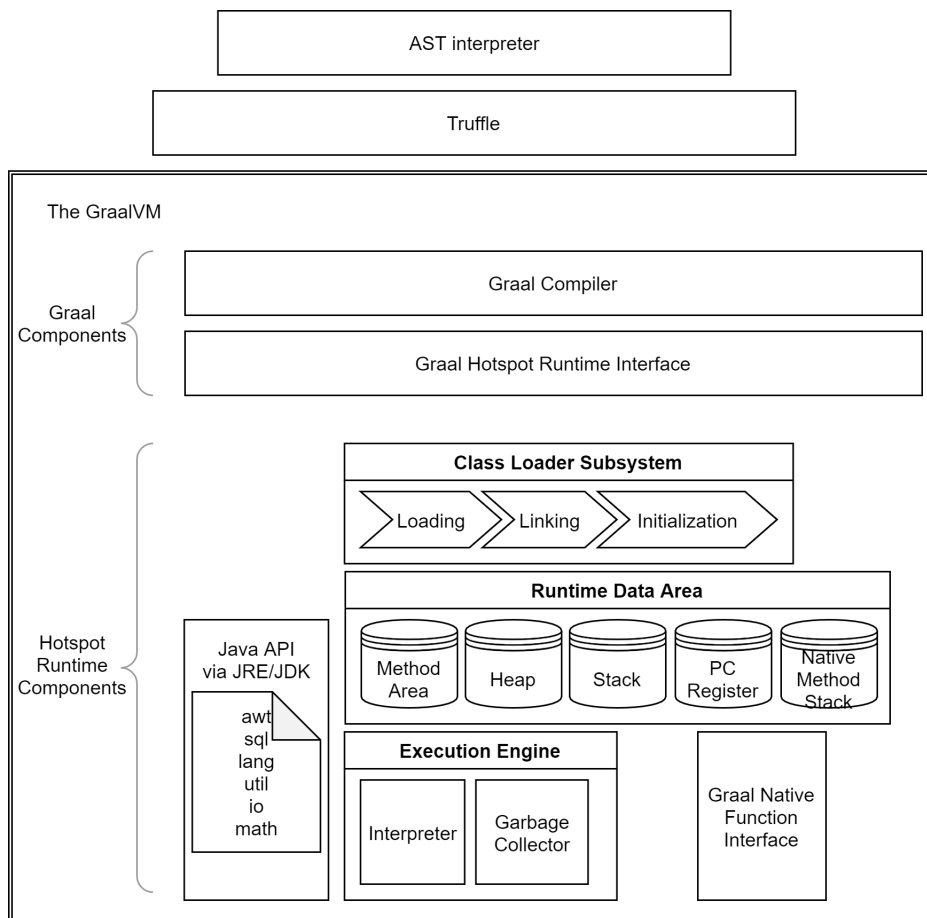 AST interpreter
Truffle
The GraalVM
Graal
Components
Graal Compiler
Graal Hotspot Runtime Interface
Hotspot
Runtime
Components
Class Loader Subsystem
Loading
Linking
Initialization
Runtime Data Area
Method
Area
Heap
Stack
PC
Register
Native
Method
Stack
Java API
via JRE/JDK
awt
sql
lang
util
io
math
Execution Engine
Interpreter
Garbage
Collector
Graal Native
Function
Interface